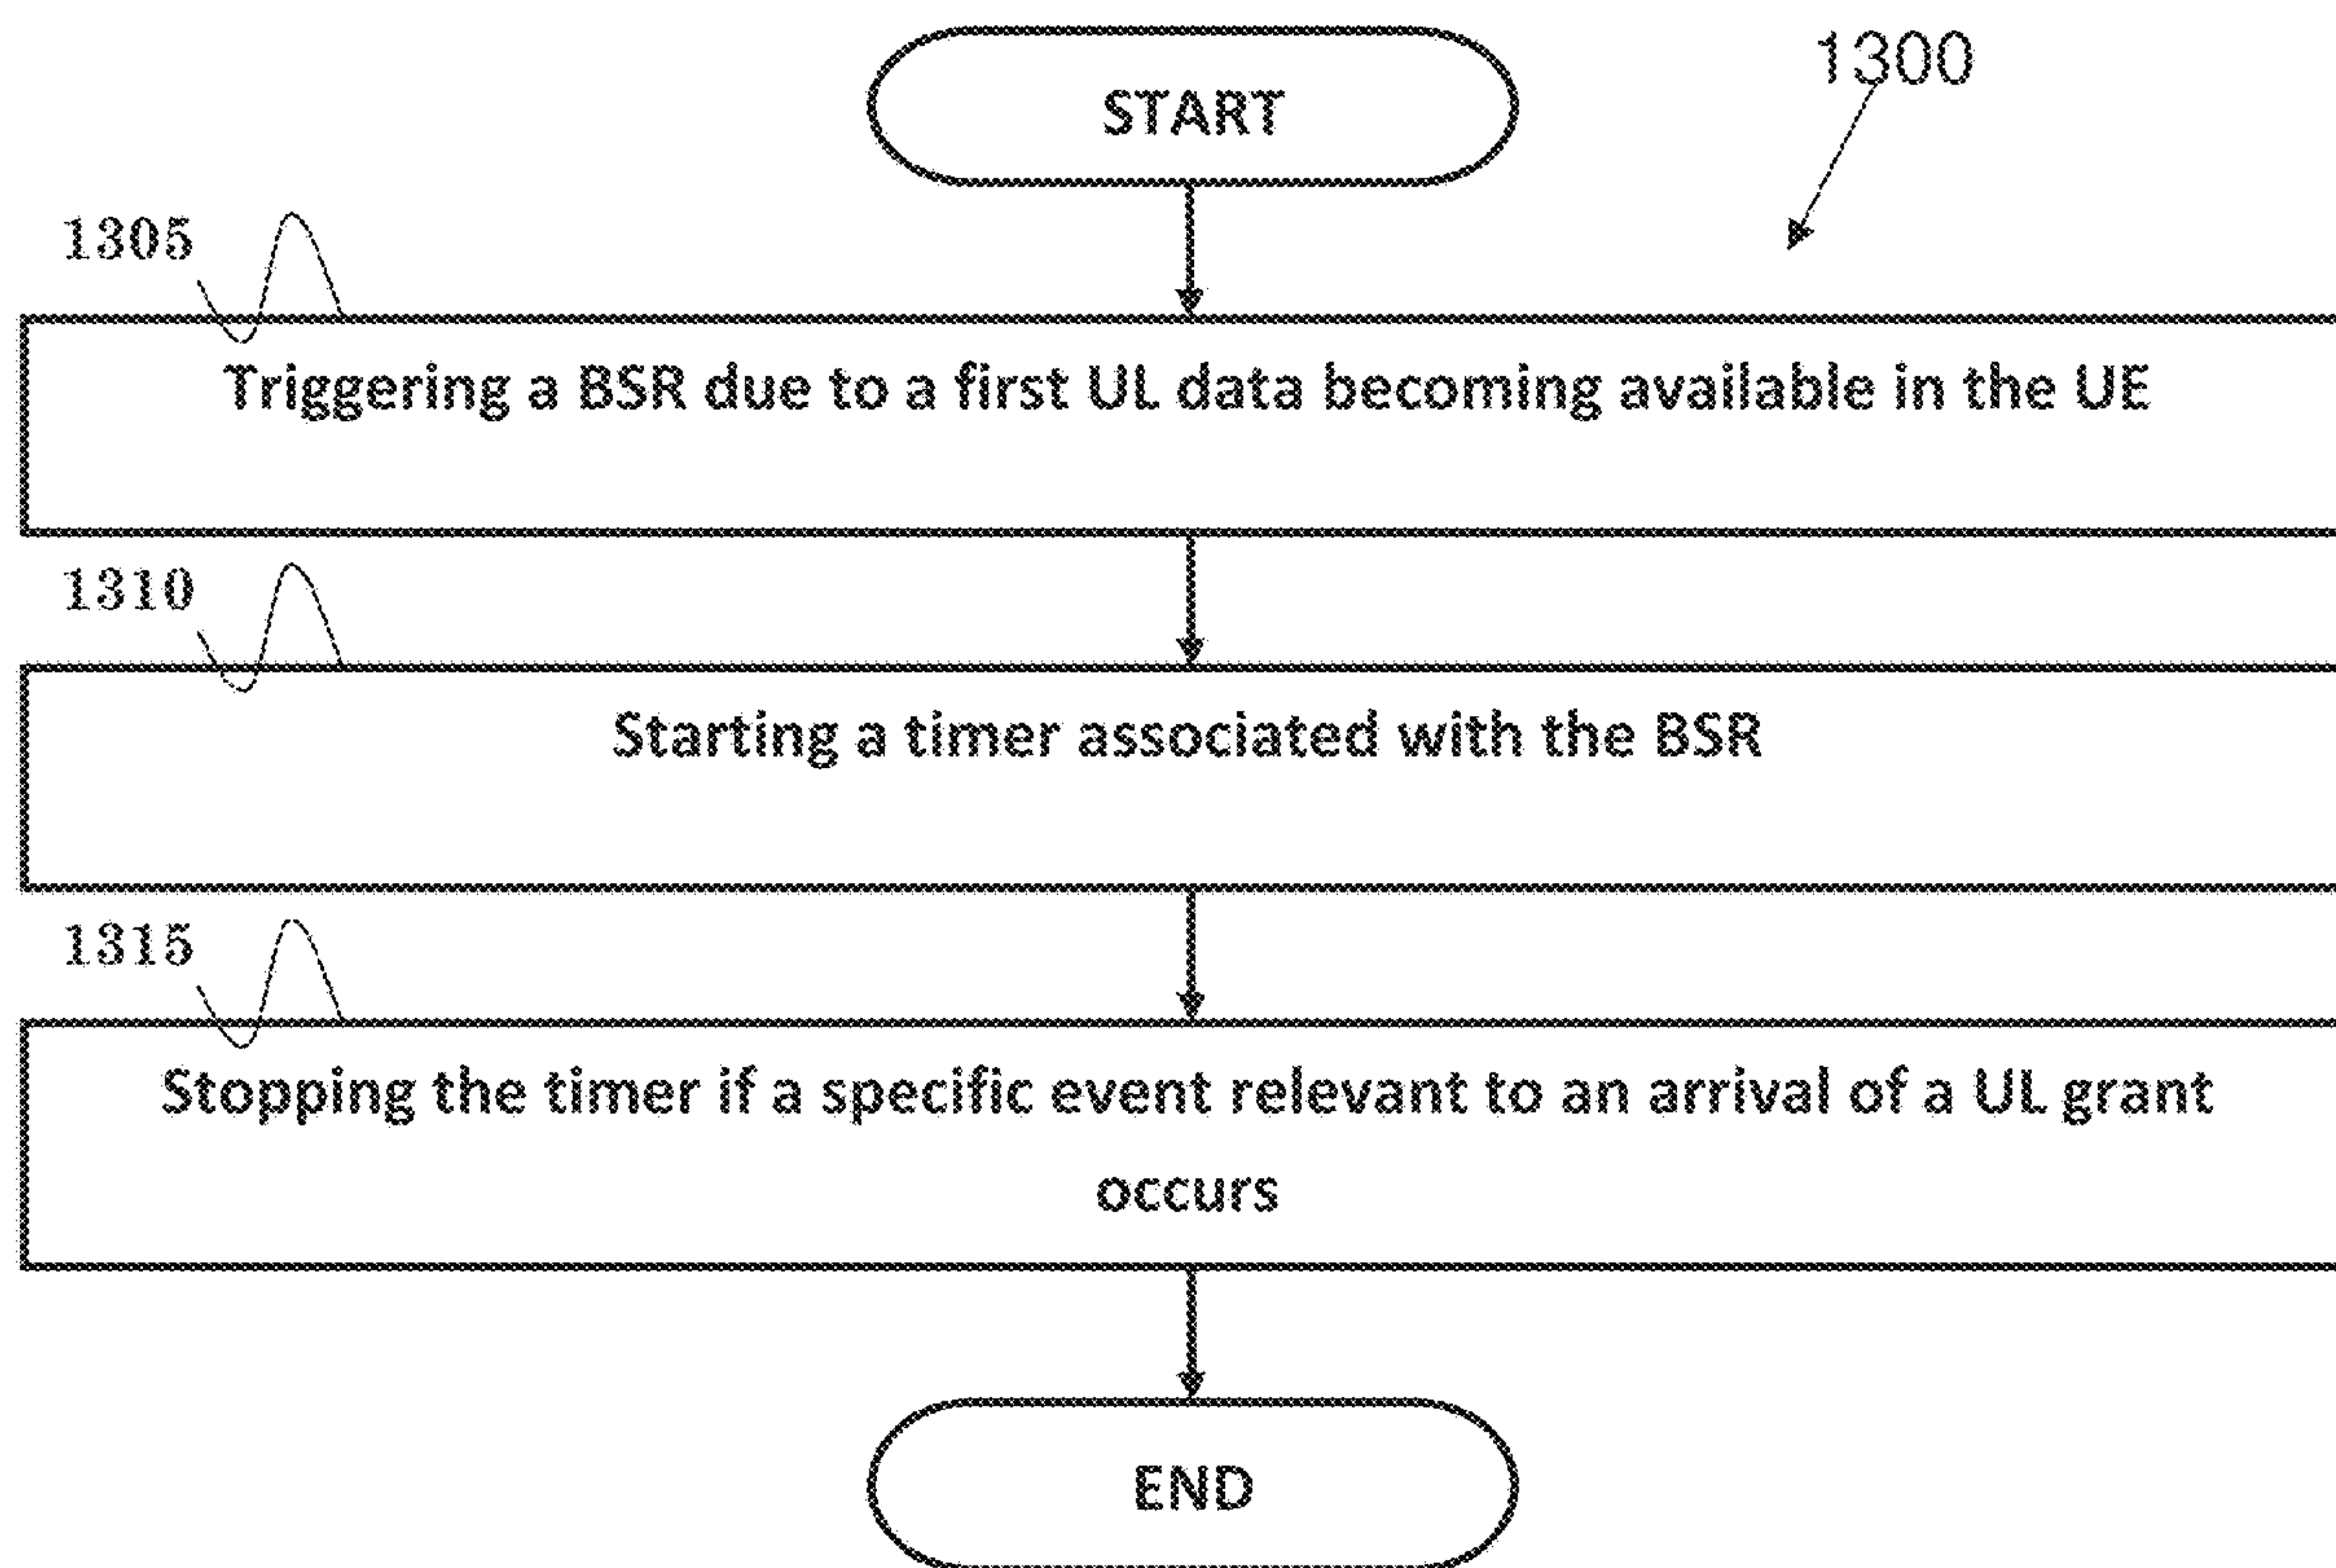 START
1300
1305
Triggering a BSR due to a first UL data becoming available in the UE
1310
Starting a timer associated with the BSR
1315
Stopping the timer if a specific event relevant to an arrival of a UL grant
occurs
END